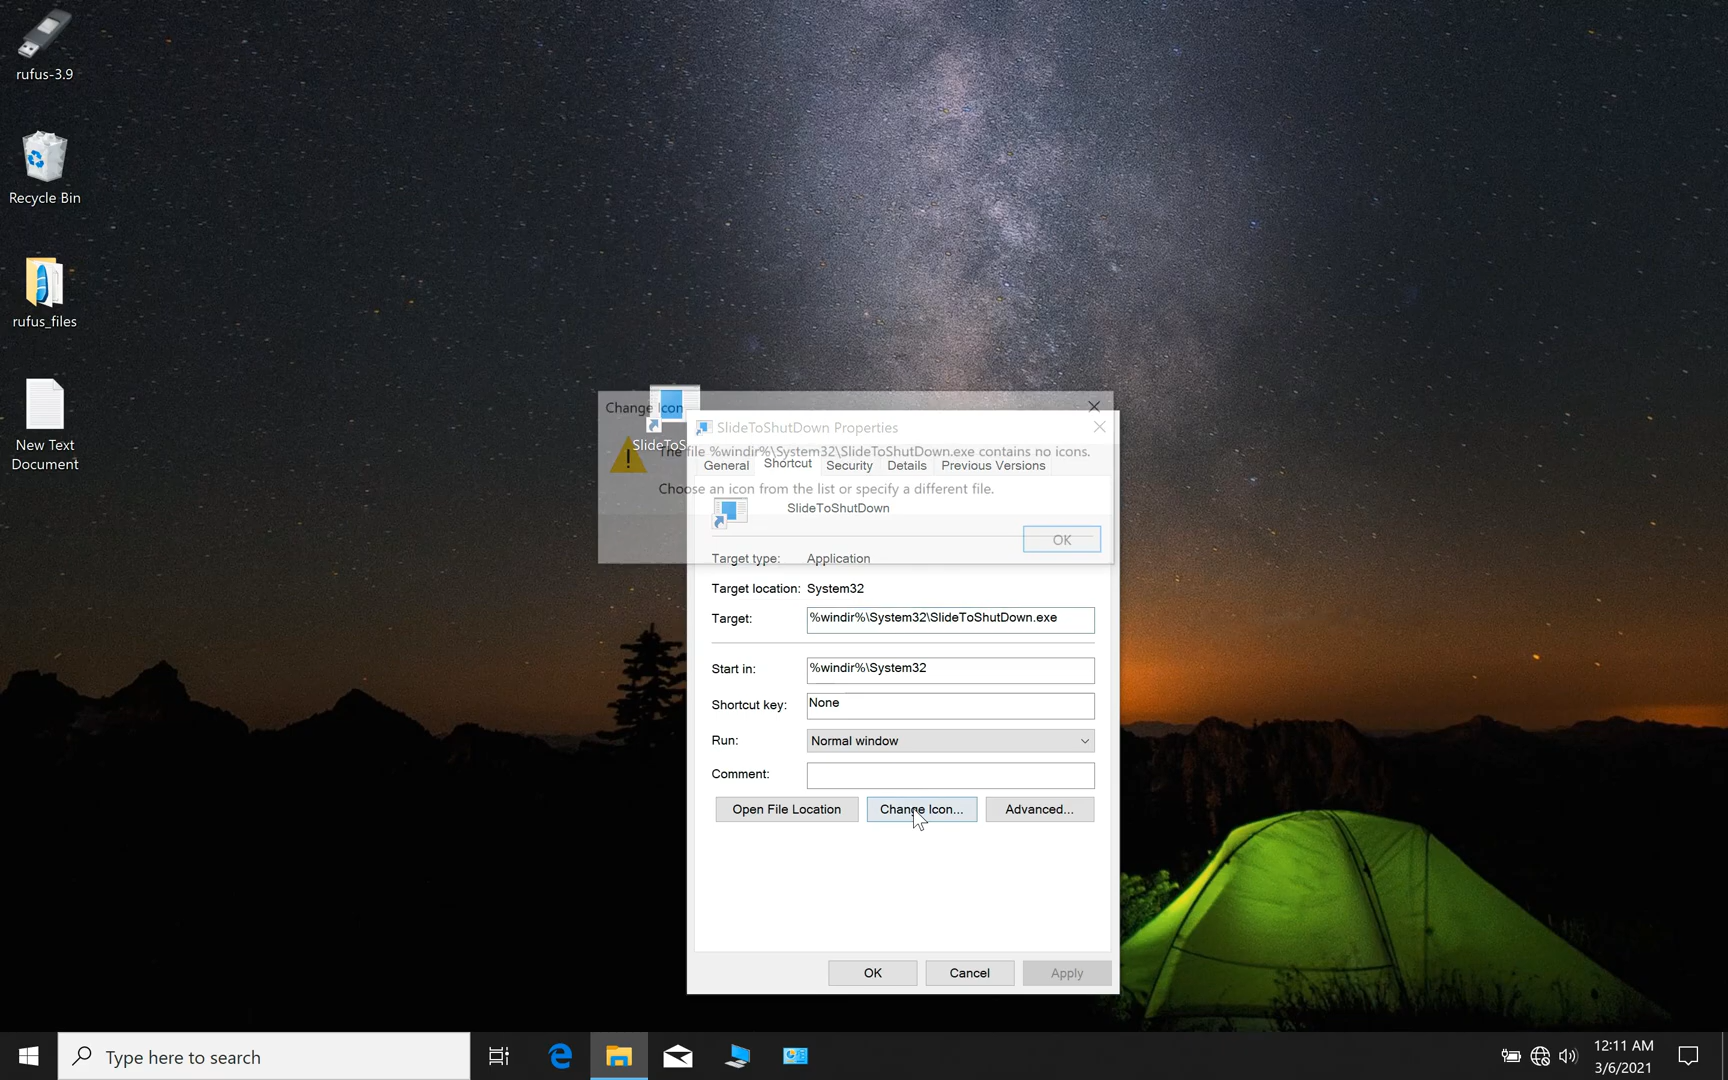 rufus-3.9
Recycle Bin
rufus_files
New Text
Document
Change Icon
SlideToS
The file %windir%\System32\SlideToShutDown.exe contains no icons.
Choose an icon from the list or specify a different file.
OK
SlideToShutDown Properties
General
Shortcut
Security
Details
Previous Versions
SlideToShutDown
Target type: Application
Target location: System32
Target: %windir%\System32\SlideToShutDown.exe
Start in: %windir%\System32
Shortcut key: None
Run: Normal window
Comment:
Open File Location
Change Icon...
Advanced...
OK
Cancel
Apply
Type here to search
12:11 AM
3/6/2021